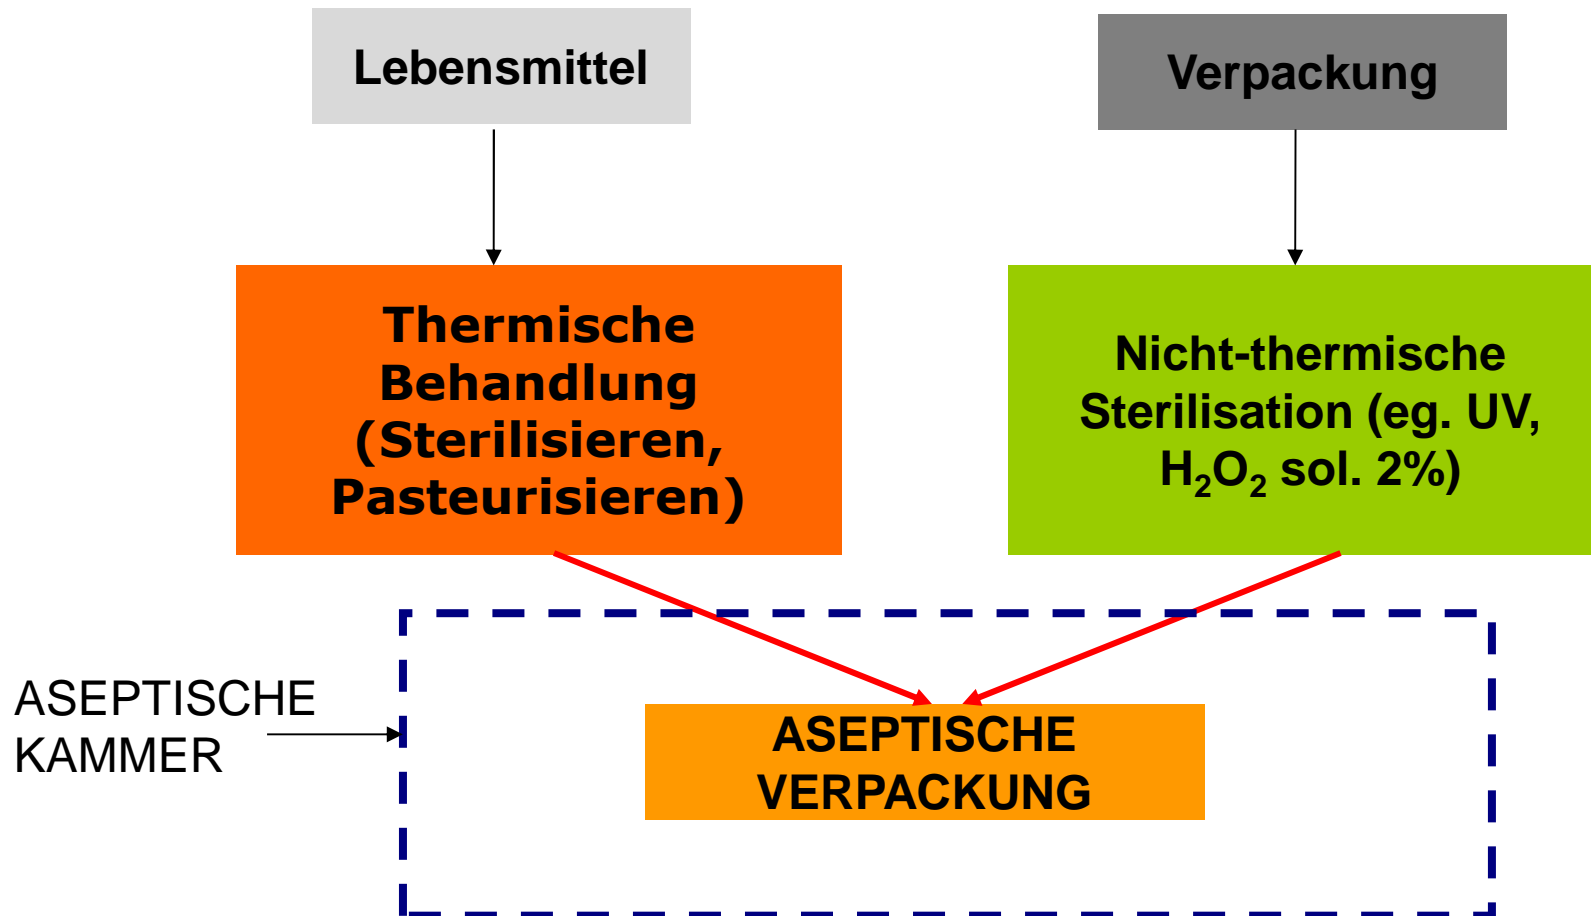 Lebensmittel
Verpackung
Thermische
Behandlung
(Sterilisieren,
Pasteurisieren)
Nicht-thermische
Sterilisation (eg. UV,
H₂O₂ sol. 2%)
ASEPTISCHE
KAMMER
ASEPTISCHE
VERPACKUNG